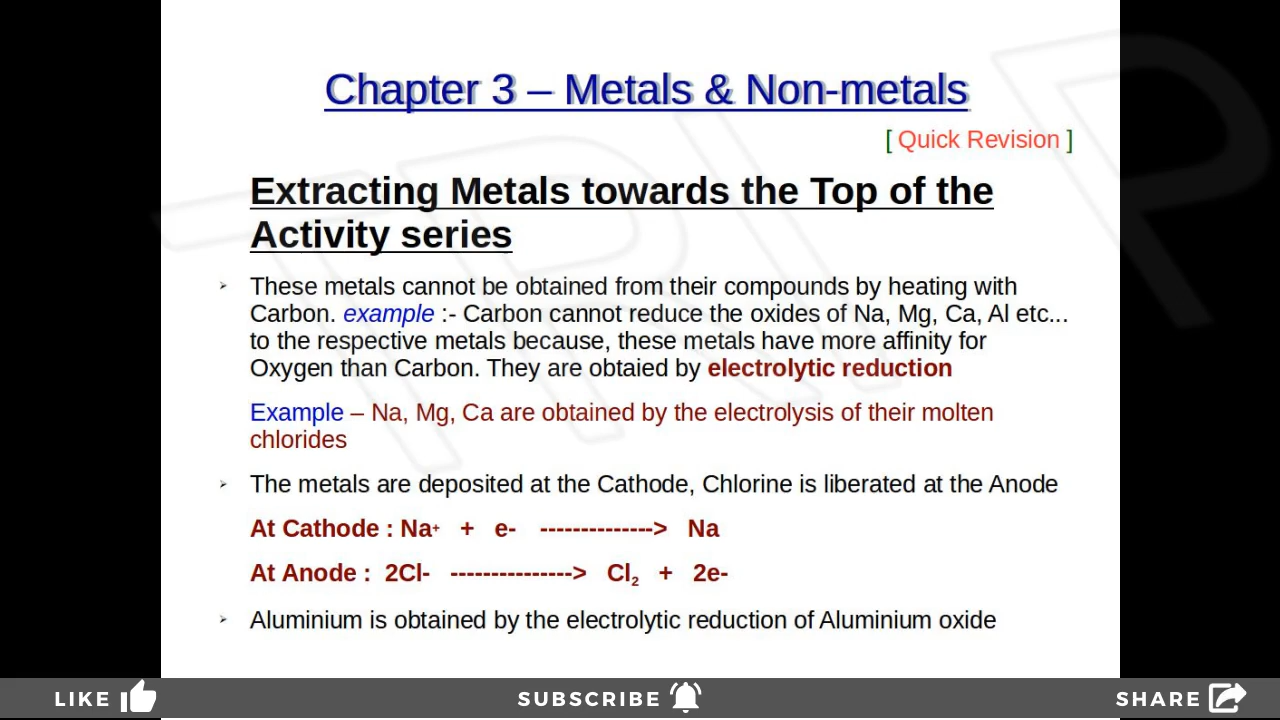 Chapter 3 – Metals & Non-metals
[ Quick Revision ]
Extracting Metals towards the Top of the
Activity series
➢ These metals cannot be obtained from their compounds by heating with
Carbon. example :- Carbon cannot reduce the oxides of Na, Mg, Ca, Al etc...
to the respective metals because, these metals have more affinity for
Oxygen than Carbon. They are obtaied by electrolytic reduction
Example – Na, Mg, Ca are obtained by the electrolysis of their molten
chlorides
➢ The metals are deposited at the Cathode, Chlorine is liberated at the Anode
At Cathode : Na⁺ + e- --------------> Na
At Anode : 2Cl- ---------------> Cl₂ + 2e-
➢ Aluminium is obtained by the electrolytic reduction of Aluminium oxide
LIKE SUBSCRIBE SHARE